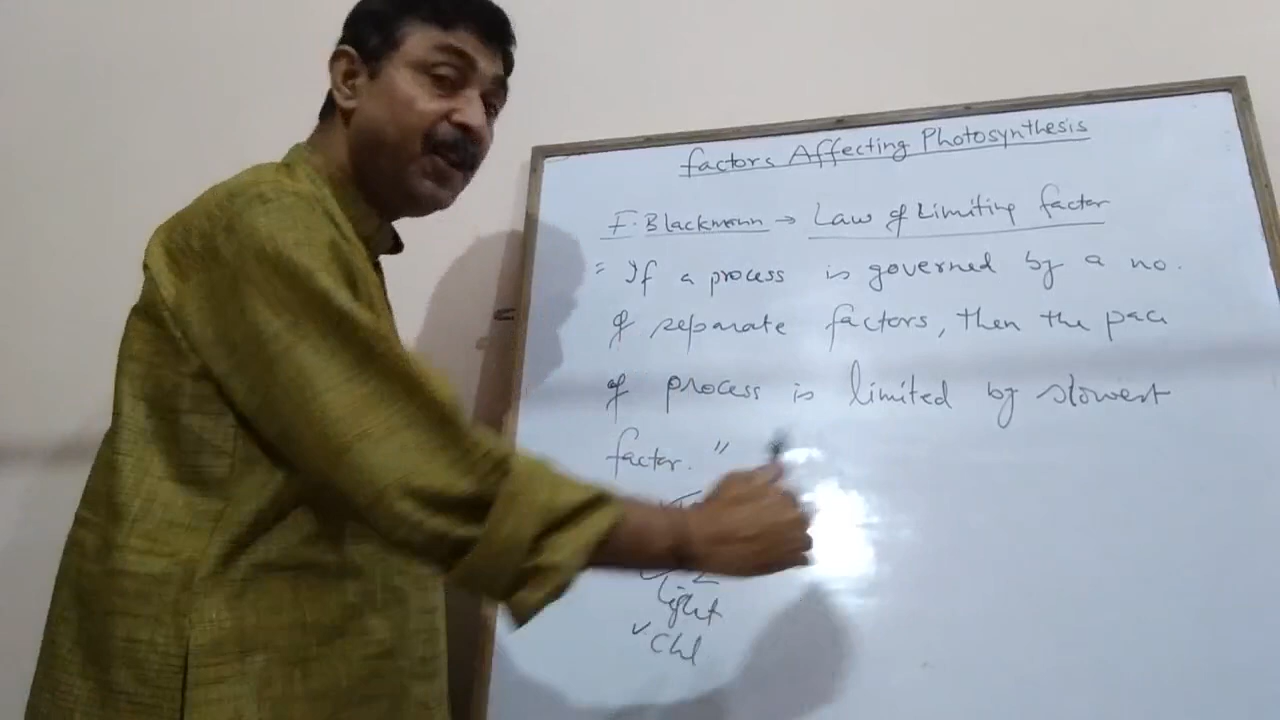 Factors Affecting Photosynthesis
F. Blackmann → Law of Limiting factor
"If a process is governed by a no.
of separate factors, then the pace
of process is limited by slowest
factor."
light
✓ Chl